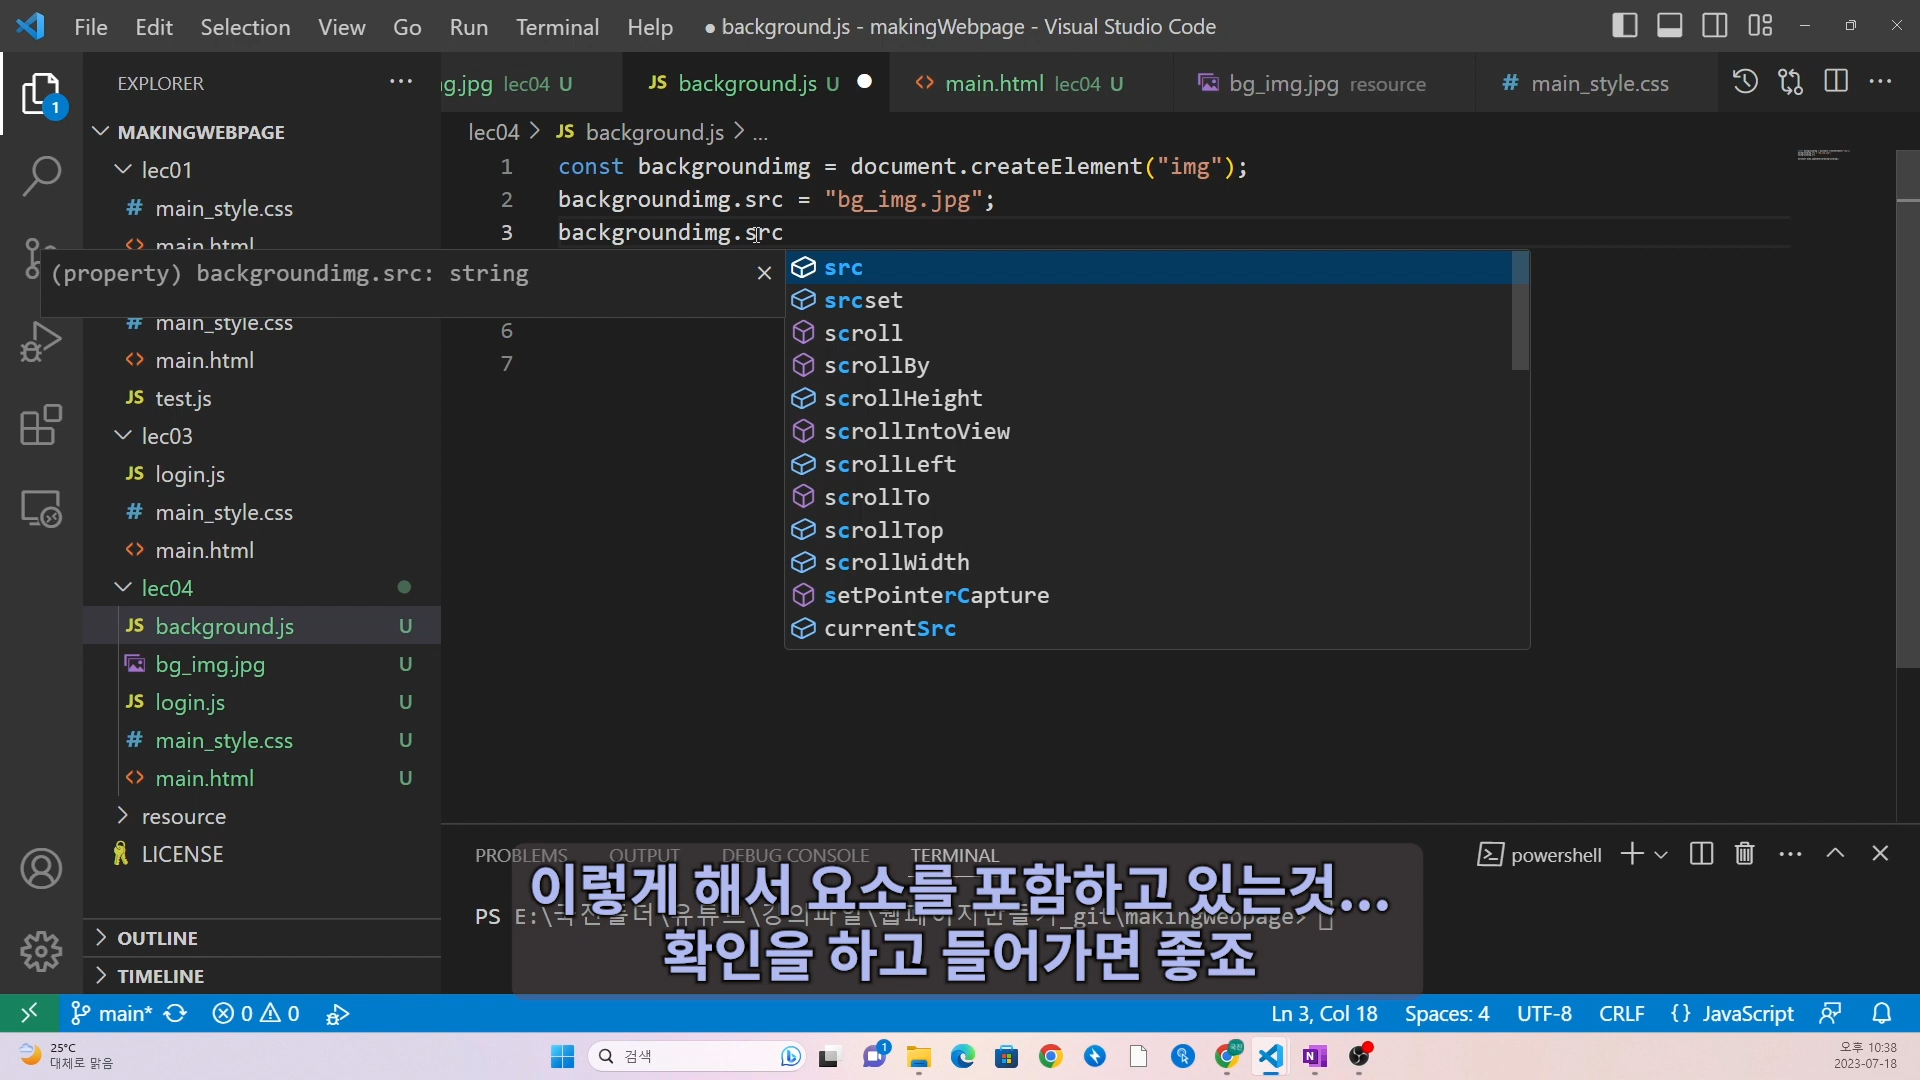 File Edit Selection View Go Run Terminal Help ● background.js - makingWebpage - Visual Studio Code
EXPLORER ···
g.jpg lec04 U JS background.js U main.html lec04 U bg_img.jpg resource # main_style.css
lec04 > JS background.js > ...
MAKINGWEBPAGE
lec01
# main_style.css
main.html
# main_style.css
<> main.html
JS test.js
lec03
JS login.js
# main_style.css
<> main.html
lec04
JS background.js U
bg_img.jpg U
JS login.js U
# main_style.css U
<> main.html U
resource
LICENSE
OUTLINE
TIMELINE
1 const backgroundimg = document.createElement("img");
2 backgroundimg.src = "bg_img.jpg";
3 backgroundimg.src
6
7
(property) backgroundimg.src: string
src
srcset
scroll
scrollBy
scrollHeight
scrollIntoView
scrollLeft
scrollTo
scrollTop
scrollWidth
setPointerCapture
currentSrc
PROBLEMS OUTPUT DEBUG CONSOLE TERMINAL powershell
PS E:\ _git\makingWebpage>
이렇게 해서 요소를 포함하고 있는것...
확인을 하고 들어가면 좋죠
main* 0 0 Ln 3, Col 18 Spaces: 4 UTF-8 CRLF {} JavaScript
25°C
대체로 맑음
검색
1
오후 10:38
2023-07-18